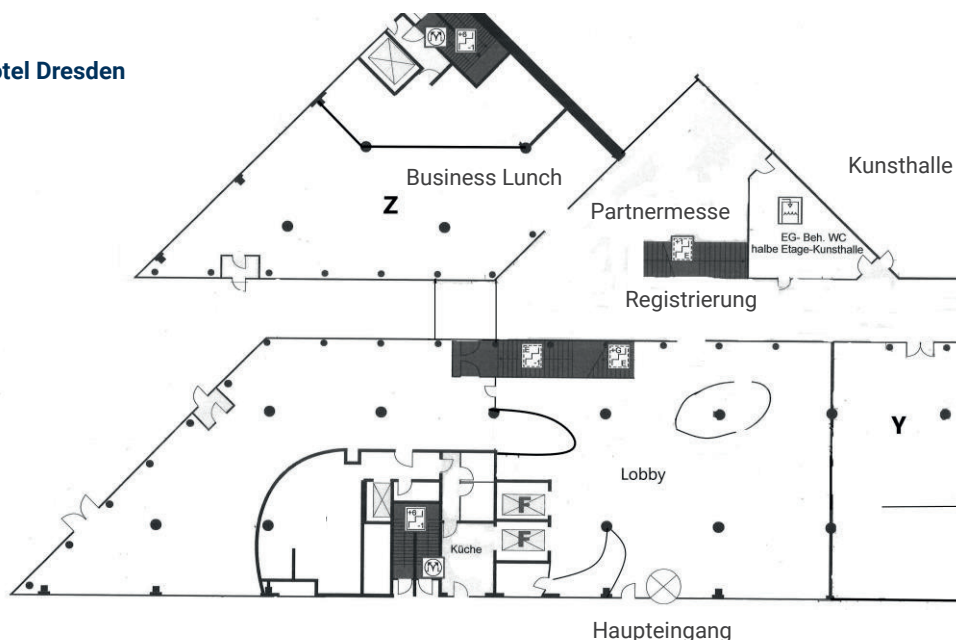 otel Dresden
Kunsthalle
Business Lunch
Z
Partnermesse
EG- Beh. WC
halbe Etage-Kunsthalle
Registrierung
Y
Lobby
F
F
Küche
Haupteingang